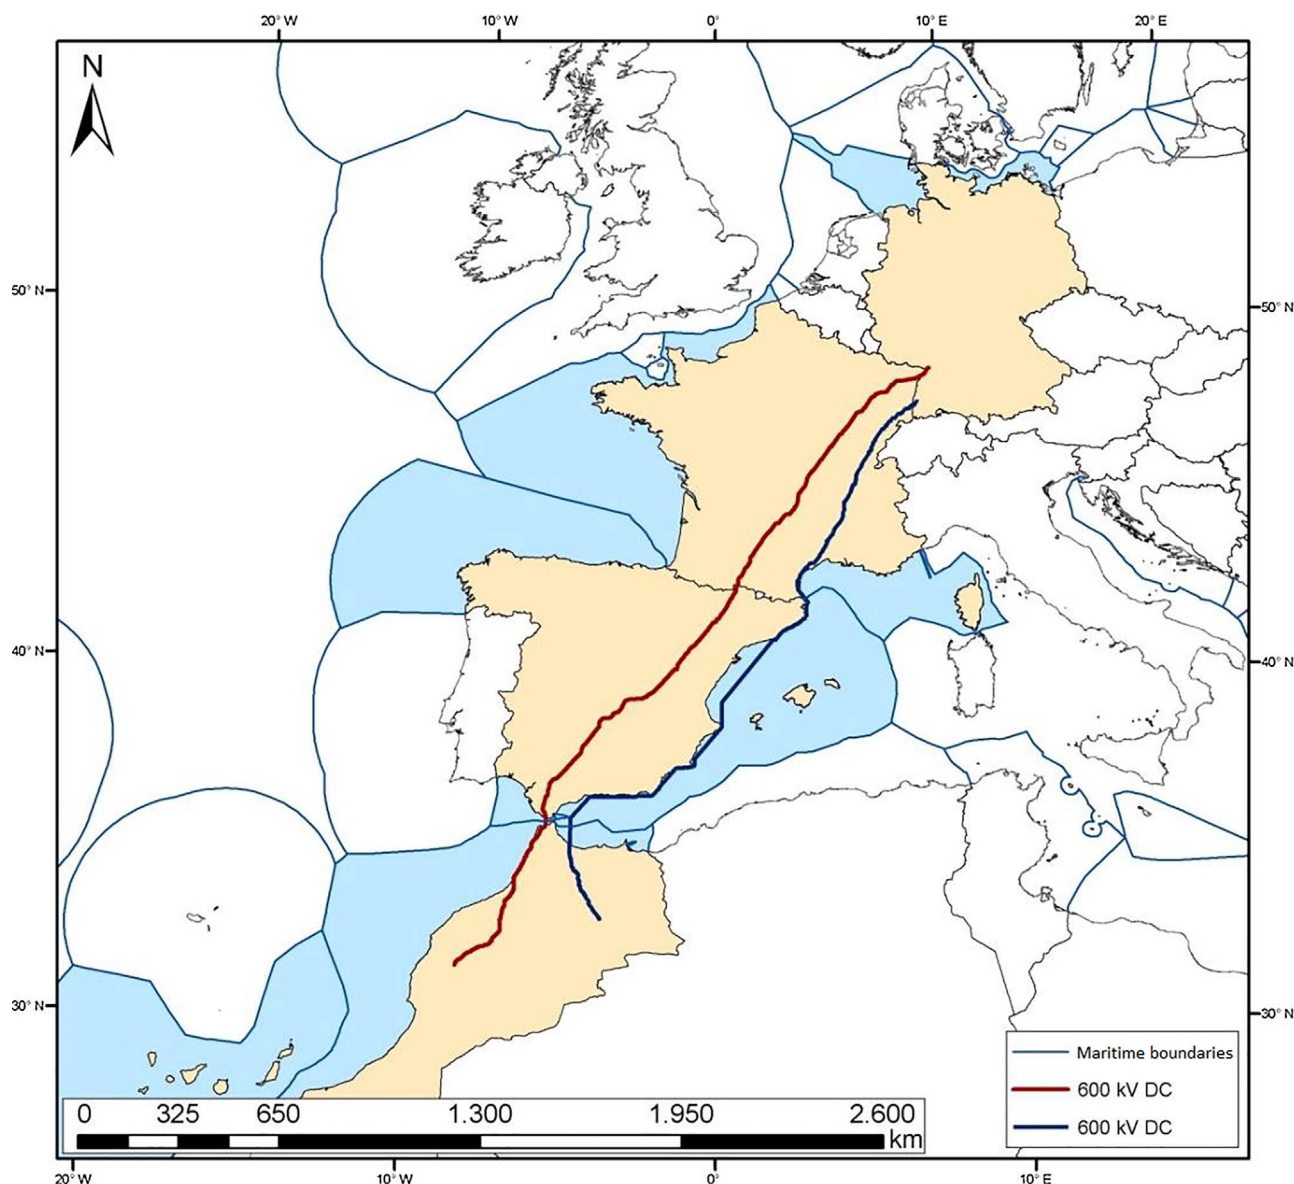 20° W 10° W 0° 10° E 20° E
N
50° N 50° N
40° N 40° N
30° N 30° N
Maritime boundaries
600 kV DC
600 kV DC
0 325 650 1.300 1.950 2.600
km
20° W 10° W 0° 10° E